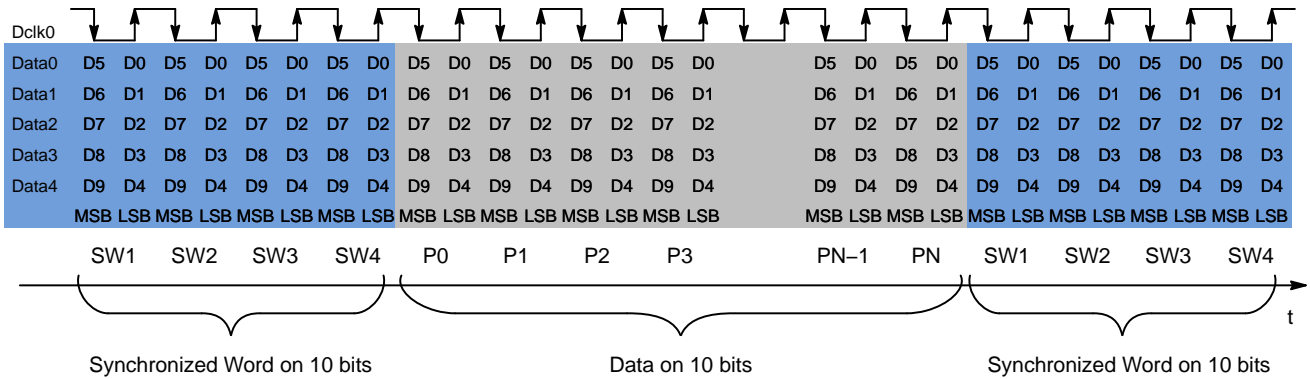 Dclk0
Data0 D5 D0 D5 D0 D5 D0 D5 D0 D5 D0 D5 D0 D5 D0 D5 D0 D5 D0 D5 D0 D5 D0 D5 D0 D5 D0 D5 D0
Data1 D6 D1 D6 D1 D6 D1 D6 D1 D6 D1 D6 D1 D6 D1 D6 D1 D6 D1 D6 D1 D6 D1 D6 D1 D6 D1 D6 D1
Data2 D7 D2 D7 D2 D7 D2 D7 D2 D7 D2 D7 D2 D7 D2 D7 D2 D7 D2 D7 D2 D7 D2 D7 D2 D7 D2 D7 D2
Data3 D8 D3 D8 D3 D8 D3 D8 D3 D8 D3 D8 D3 D8 D3 D8 D3 D8 D3 D8 D3 D8 D3 D8 D3 D8 D3 D8 D3
Data4 D9 D4 D9 D4 D9 D4 D9 D4 D9 D4 D9 D4 D9 D4 D9 D4 D9 D4 D9 D4 D9 D4 D9 D4 D9 D4 D9 D4
MSB LSB MSB LSB MSB LSB MSB LSB MSB LSB MSB LSB MSB LSB MSB LSB MSB LSB MSB LSB MSB LSB MSB LSB MSB LSB MSB LSB
SW1 SW2 SW3 SW4 P0 P1 P2 P3 PN–1 PN SW1 SW2 SW3 SW4
t
Synchronized Word on 10 bits Data on 10 bits Synchronized Word on 10 bits